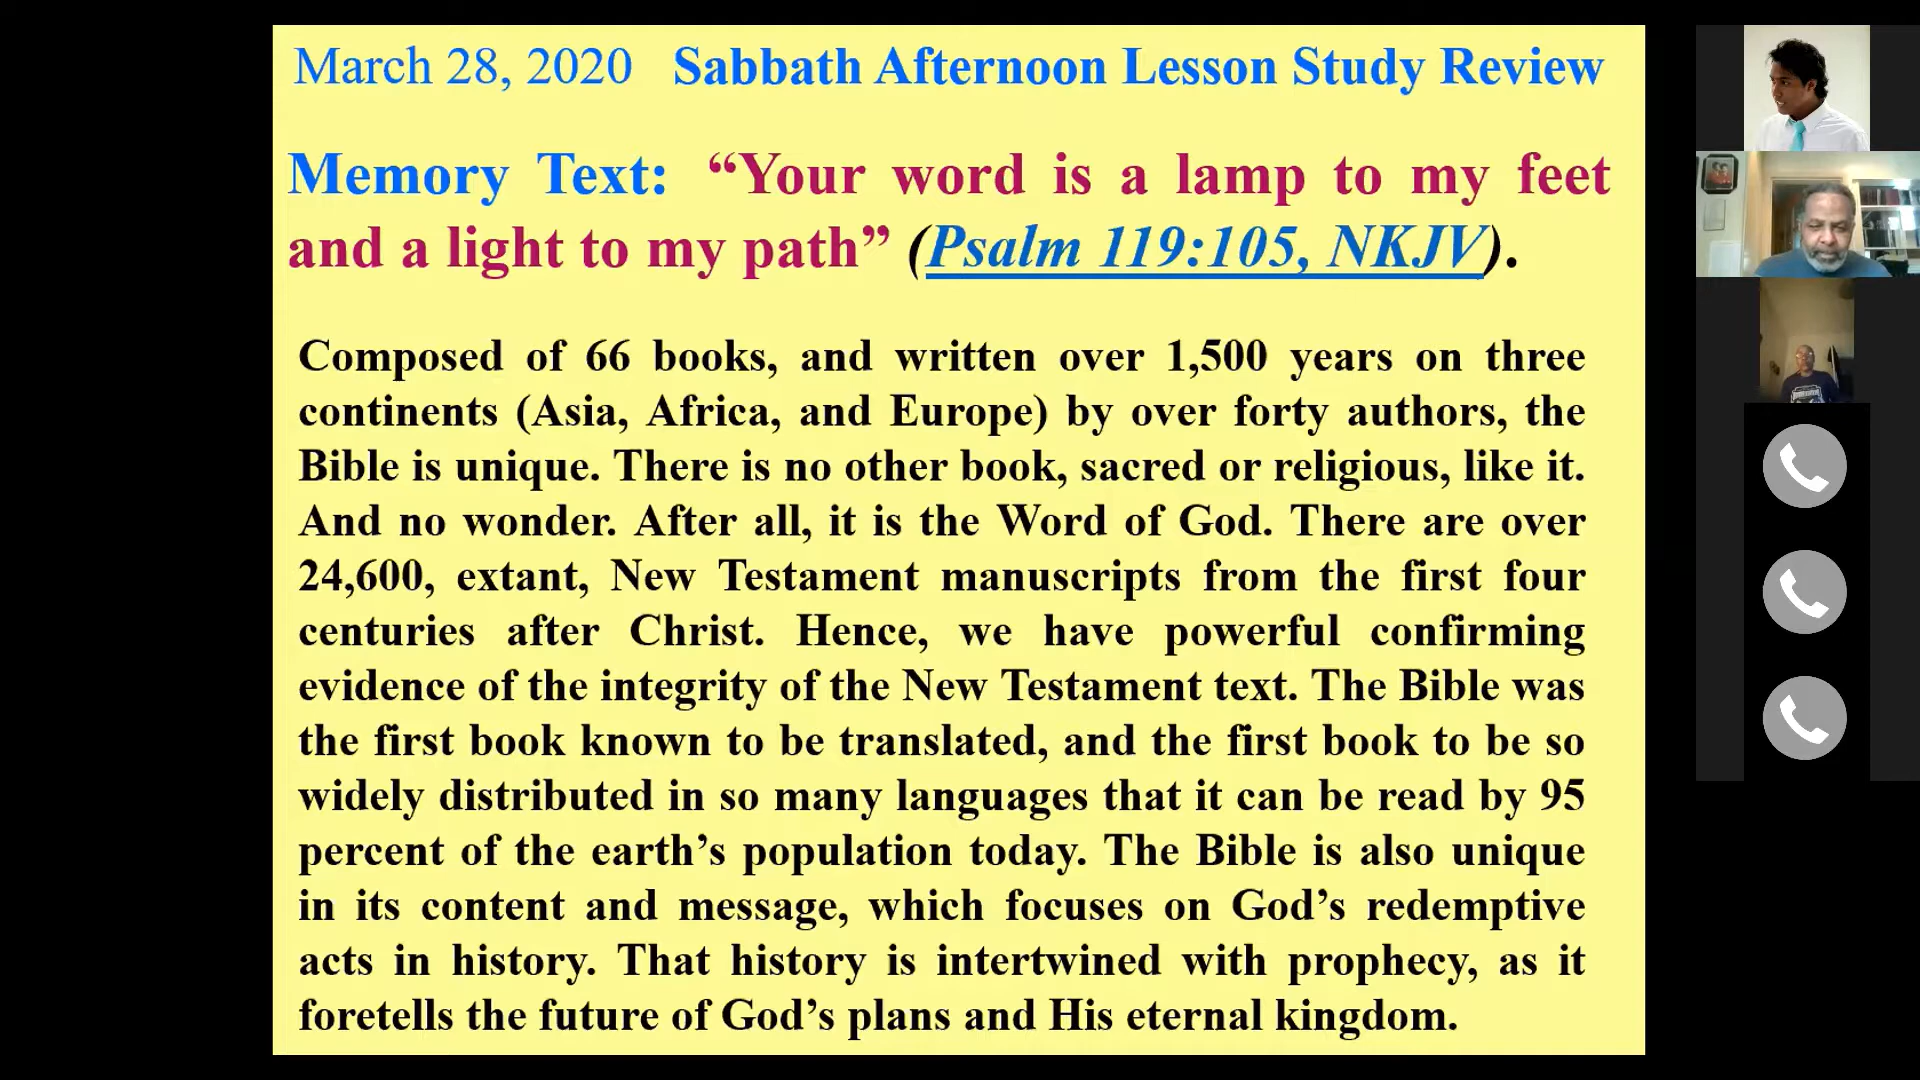 March 28, 2020 Sabbath Afternoon Lesson Study Review
Memory Text: “Your word is a lamp to my feet
and a light to my path” (Psalm 119:105, NKJV).
Composed of 66 books, and written over 1,500 years on three
continents (Asia, Africa, and Europe) by over forty authors, the
Bible is unique. There is no other book, sacred or religious, like it.
And no wonder. After all, it is the Word of God. There are over
24,600, extant, New Testament manuscripts from the first four
centuries after Christ. Hence, we have powerful confirming
evidence of the integrity of the New Testament text. The Bible was
the first book known to be translated, and the first book to be so
widely distributed in so many languages that it can be read by 95
percent of the earth’s population today. The Bible is also unique
in its content and message, which focuses on God’s redemptive
acts in history. That history is intertwined with prophecy, as it
foretells the future of God’s plans and His eternal kingdom.